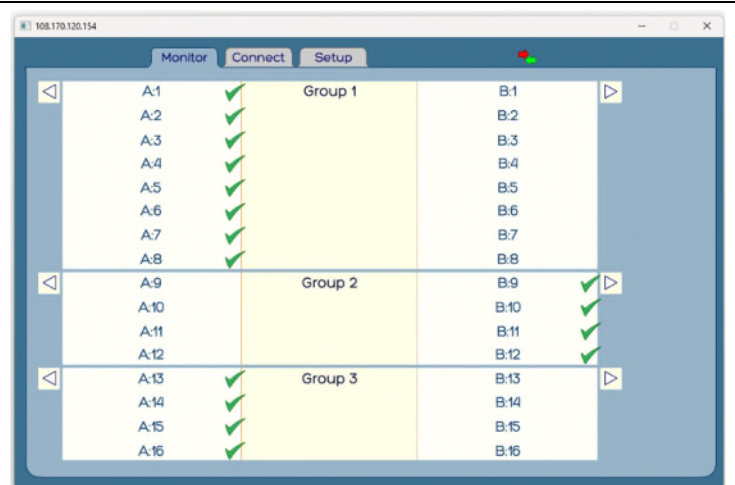 108.170.120.154
Monitor Connect Setup
A:1 Group 1 B:1
A:2 B:2
A:3 B:3
A:4 B:4
A:5 B:5
A:6 B:6
A:7 B:7
A:8 B:8
A:9 Group 2 B:9
A:10 B:10
A:11 B:11
A:12 B:12
A:13 Group 3 B:13
A:14 B:14
A:15 B:15
A:16 B:16